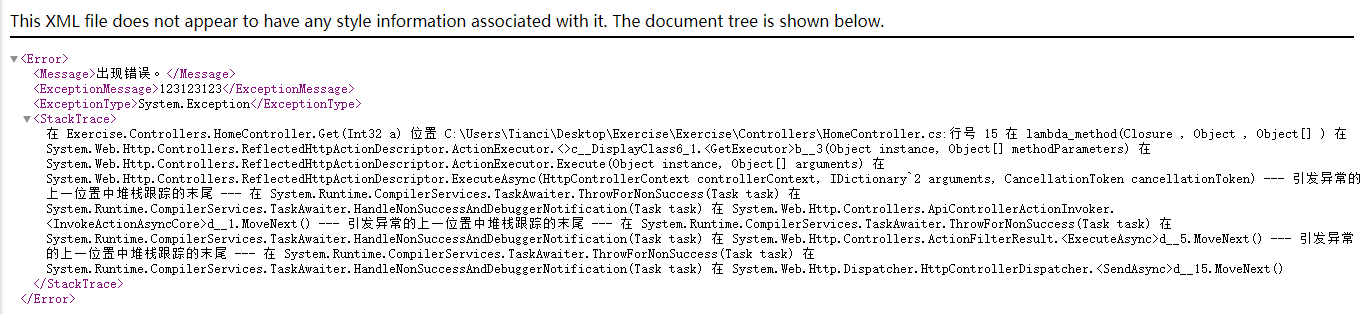 This XML file does not appear to have any style information associated with it. The document tree is shown below.
▼<Error>
<Message>出现错误。</Message>
<ExceptionMessage>123123123</ExceptionMessage>
<ExceptionType>System.Exception</ExceptionType>
▼<StackTrace>
在 Exercise.Controllers.HomeController.Get(Int32 a) 位置 C:\Users\Tianci\Desktop\Exercise\Exercise\Controllers\HomeController.cs:行号 15 在 lambda_method(Closure , Object , Object[] ) 在
System.Web.Http.Controllers.ReflectedHttpActionDescriptor.ActionExecutor.<>c__DisplayClass6_1.<GetExecutor>b__3(Object instance, Object[] methodParameters) 在
System.Web.Http.Controllers.ReflectedHttpActionDescriptor.ActionExecutor.Execute(Object instance, Object[] arguments) 在
System.Web.Http.Controllers.ReflectedHttpActionDescriptor.ExecuteAsync(HttpControllerContext controllerContext, IDictionary`2 arguments, CancellationToken cancellationToken) --- 引发异常的
上一位置中堆栈跟踪的末尾 --- 在 System.Runtime.CompilerServices.TaskAwaiter.ThrowForNonSuccess(Task task) 在
System.Runtime.CompilerServices.TaskAwaiter.HandleNonSuccessAndDebuggerNotification(Task task) 在 System.Web.Http.Controllers.ApiControllerActionInvoker.
<InvokeActionAsyncCore>d__1.MoveNext() --- 引发异常的上一位置中堆栈跟踪的末尾 --- 在 System.Runtime.CompilerServices.TaskAwaiter.ThrowForNonSuccess(Task task) 在
System.Runtime.CompilerServices.TaskAwaiter.HandleNonSuccessAndDebuggerNotification(Task task) 在 System.Web.Http.Controllers.ActionFilterResult.<ExecuteAsync>d__5.MoveNext() --- 引发异常
的上一位置中堆栈跟踪的末尾 --- 在 System.Runtime.CompilerServices.TaskAwaiter.ThrowForNonSuccess(Task task) 在
System.Runtime.CompilerServices.TaskAwaiter.HandleNonSuccessAndDebuggerNotification(Task task) 在 System.Web.Http.Dispatcher.HttpControllerDispatcher.<SendAsync>d__15.MoveNext()
</StackTrace>
</Error>